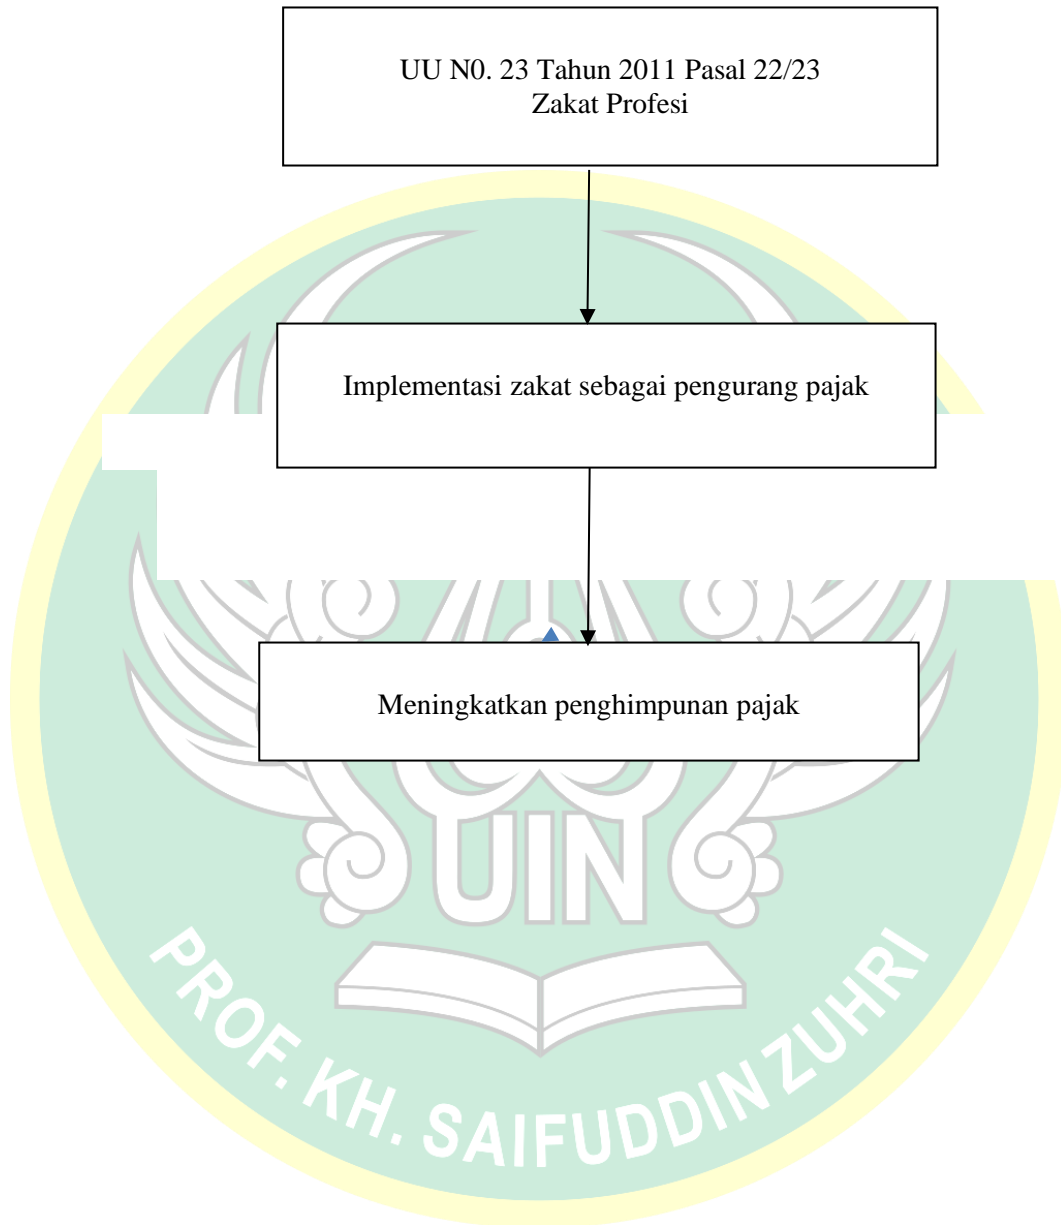 UU N0. 23 Tahun 2011 Pasal 22/23
Zakat Profesi
Implementasi zakat sebagai pengurang pajak
Meningkatkan penghimpunan pajak
UIN
PROF. KH. SAIFUDDIN ZUHRI